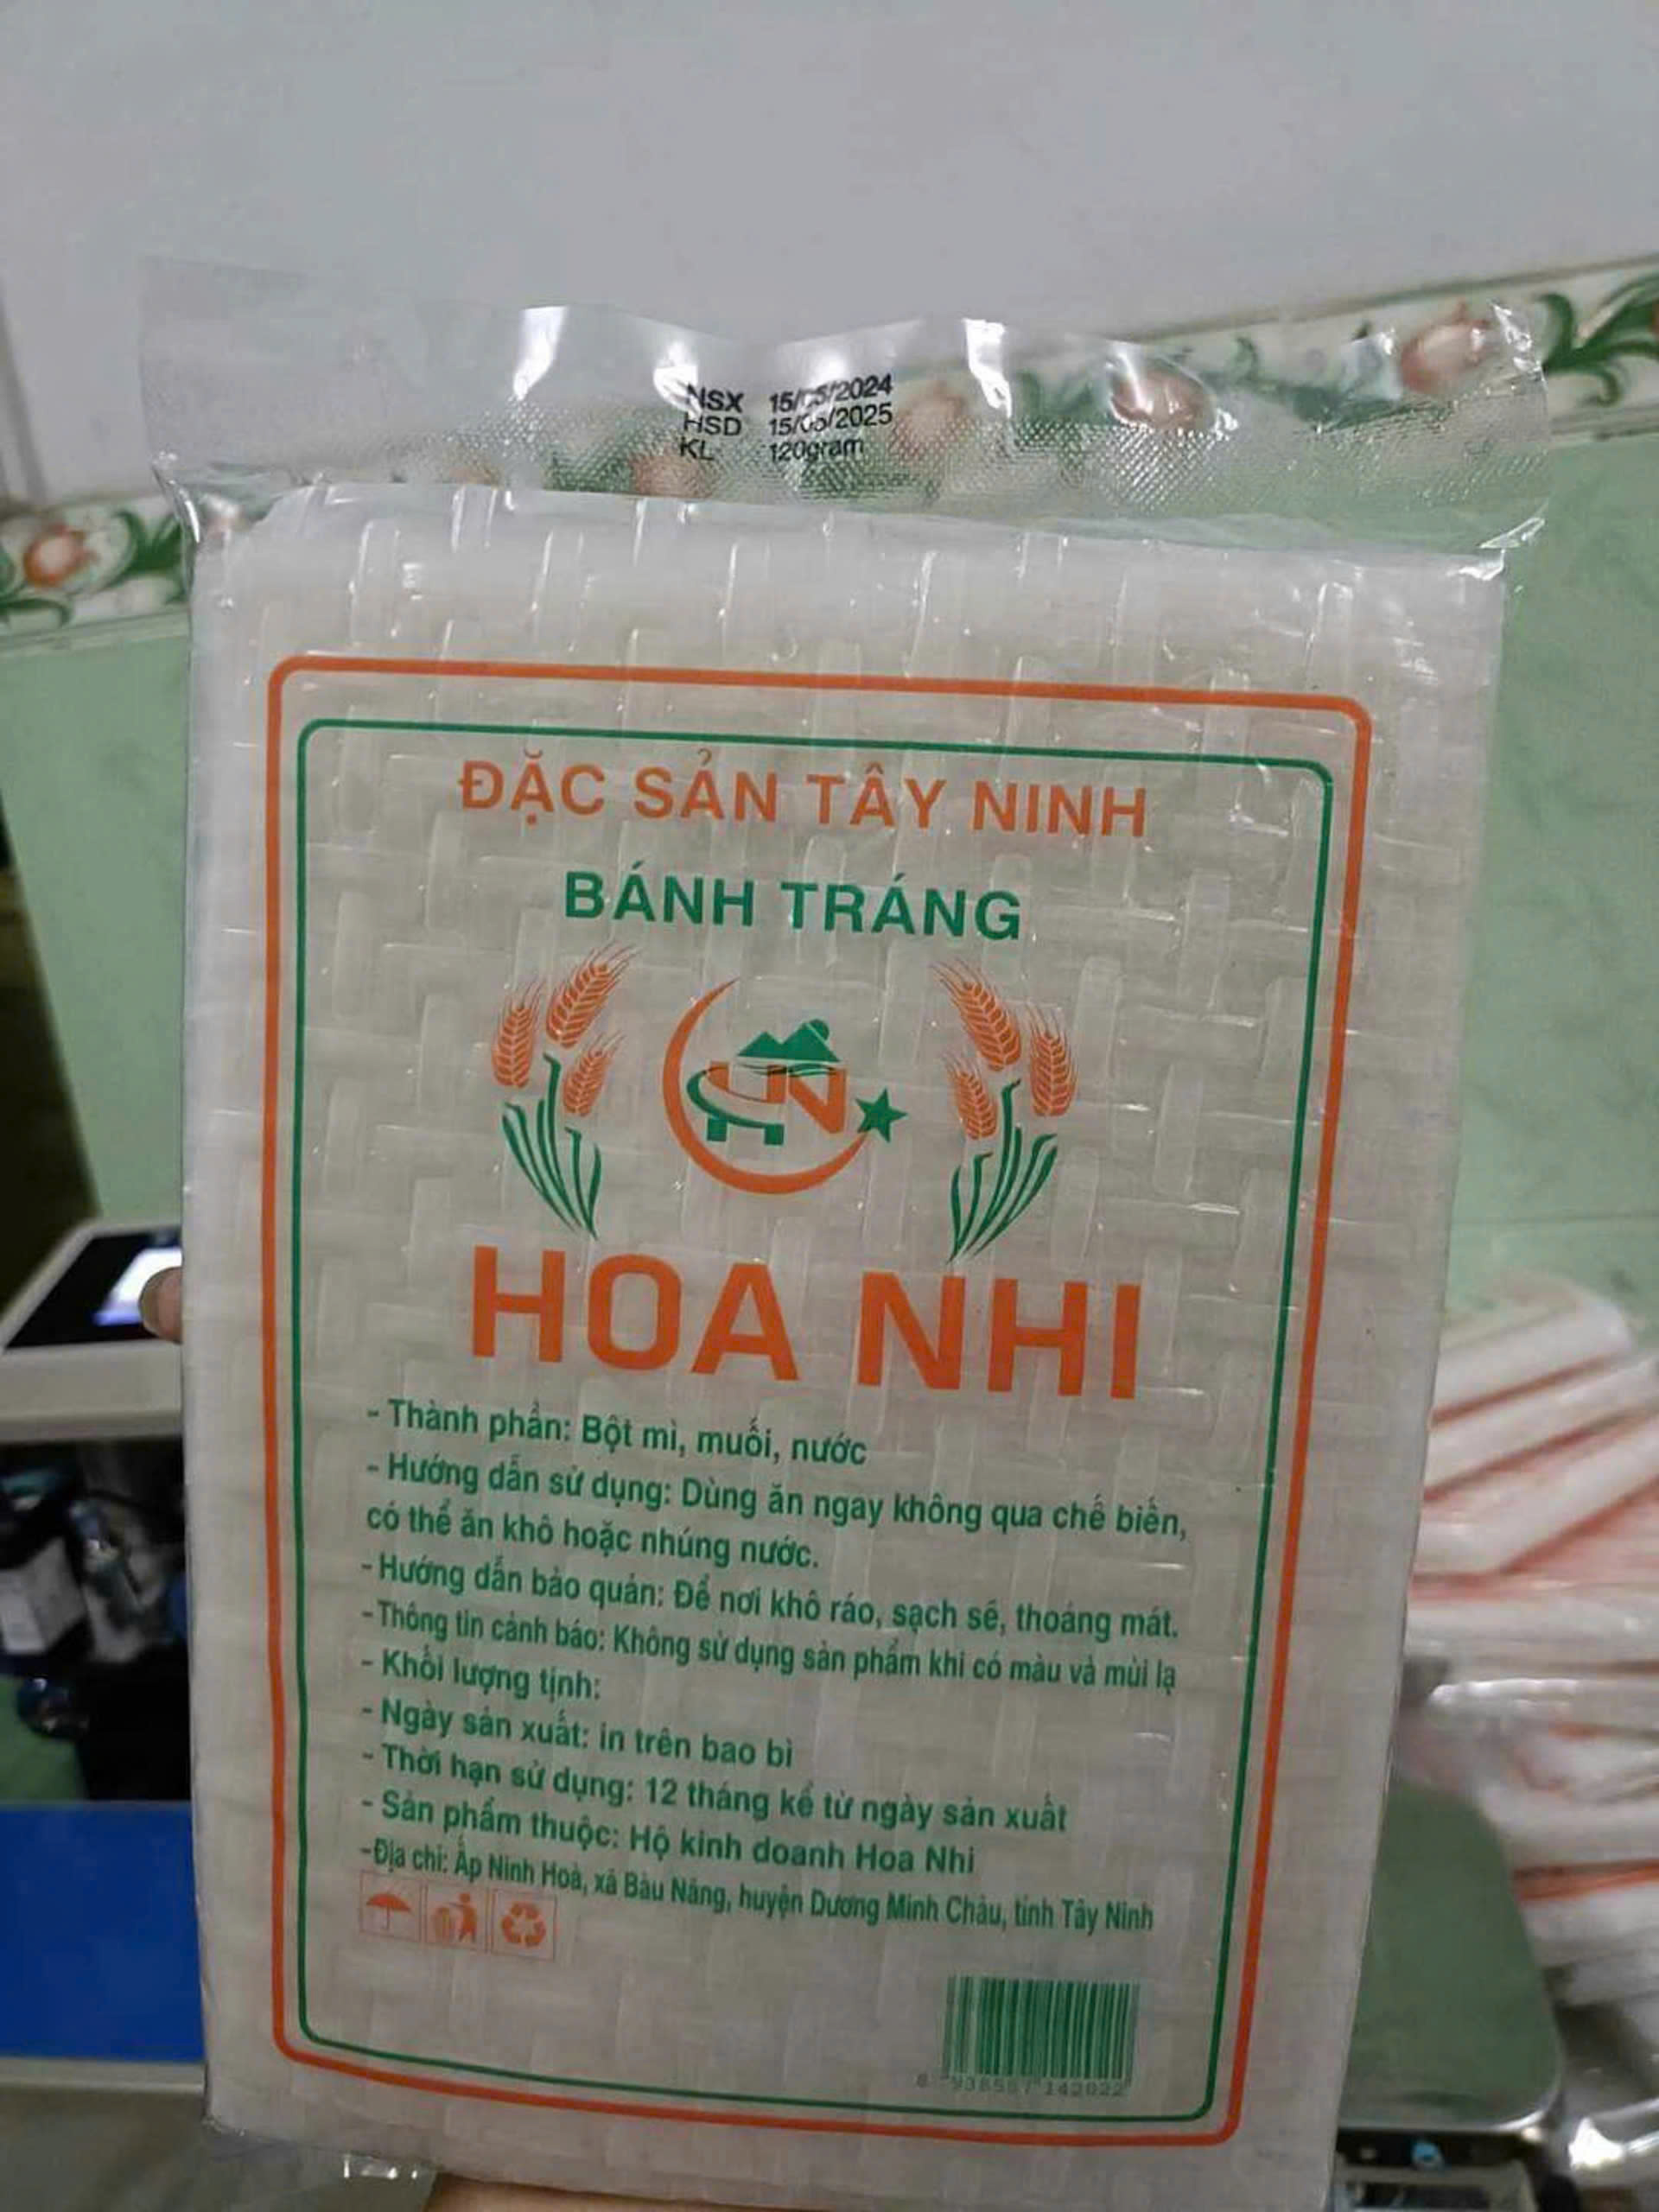 NSX 15/05/2024
HSD 15/05/2025
KL 120gram
ĐẶC SẢN TÂY NINH
BÁNH TRÁNG
HN
HOA NHI
- Thành phần: Bột mì, muối, nước
- Hướng dẫn sử dụng: Dùng ăn ngay không qua chế biến,
có thể ăn khô hoặc nhúng nước.
- Hướng dẫn bảo quản: Để nơi khô ráo, sạch sẽ, thoáng mát.
-Thông tin cảnh báo: Không sử dụng sản phẩm khi có màu và mùi lạ
- Khối lượng tịnh:
- Ngày sản xuất: in trên bao bì
- Thời hạn sử dụng: 12 tháng kể từ ngày sản xuất
- Sản phẩm thuộc: Hộ kinh doanh Hoa Nhi
-Địa chỉ: Ấp Ninh Hoà, xã Bàu Năng, huyện Dương Minh Châu, tỉnh Tây Ninh